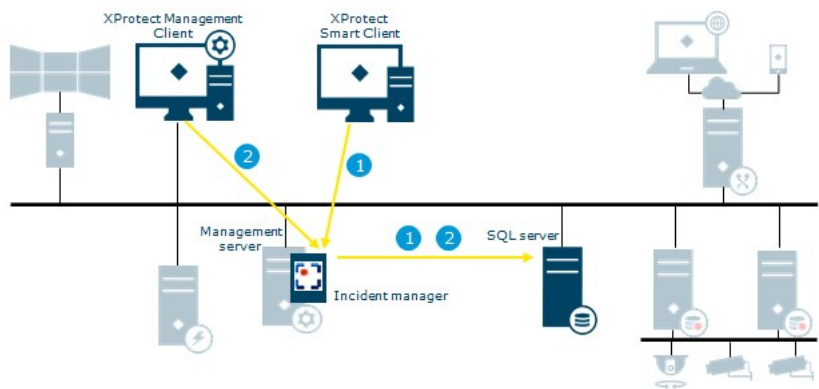 XProtect Management
Client
XProtect
Smart Client
2
1
Management
server
1 2
SQL server
Incident manager